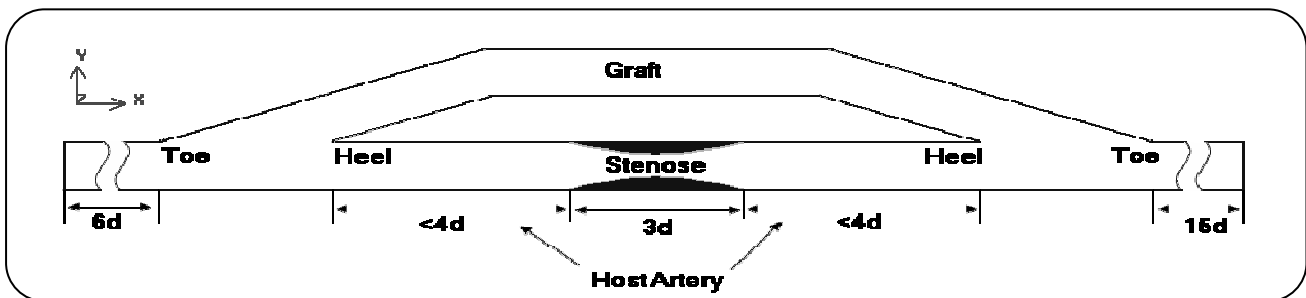 Y
Z X
Graft
Toe Heel Stenose Heel Toe
6d <4d 3d <4d 15d
Host Artery